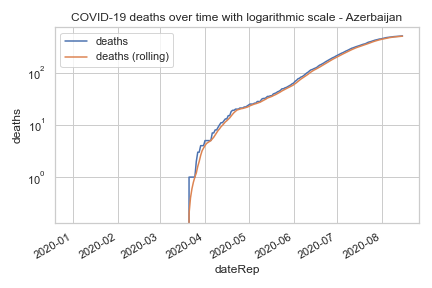 COVID-19 deaths over time with logarithmic scale - Azerbaijan
deaths
deaths (rolling)
10²
10¹
10⁰
deaths
2020-01 2020-02 2020-03 2020-04 2020-05 2020-06 2020-07 2020-08
dateRep